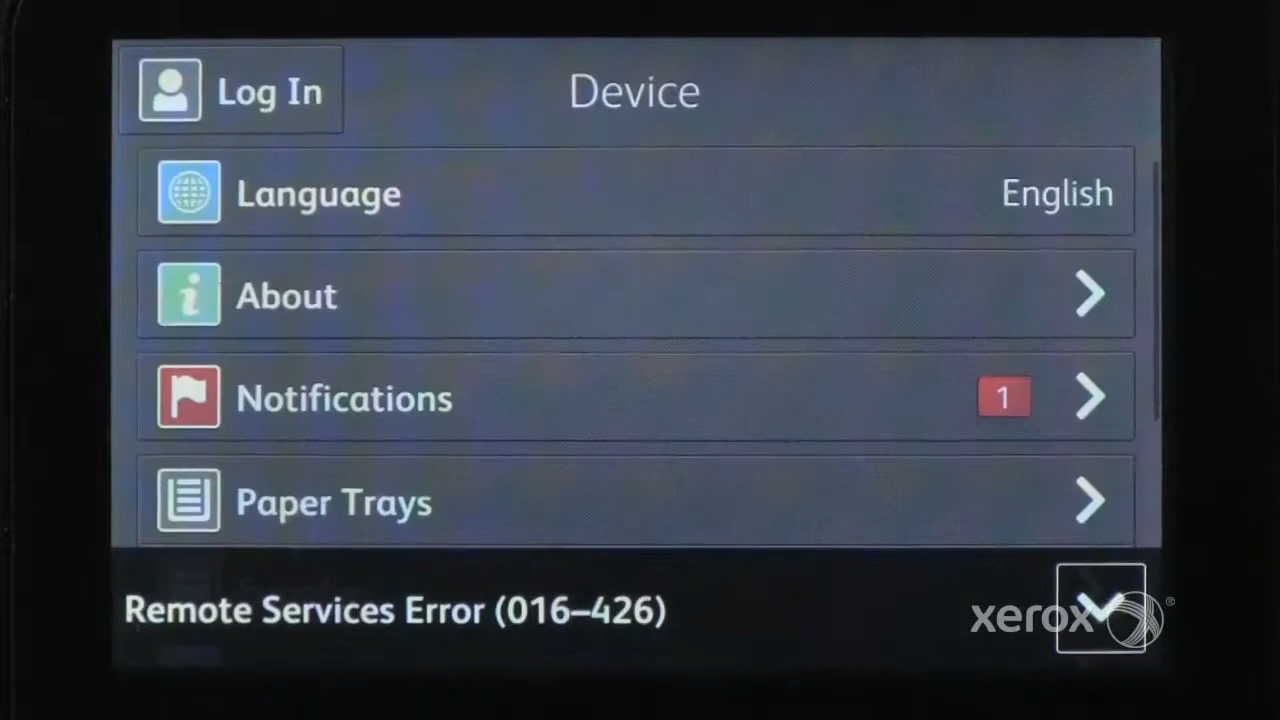 Log In
Device
Language
English
About
Notifications
1
Paper Trays
Remote Services Error (016–426)
xerox®